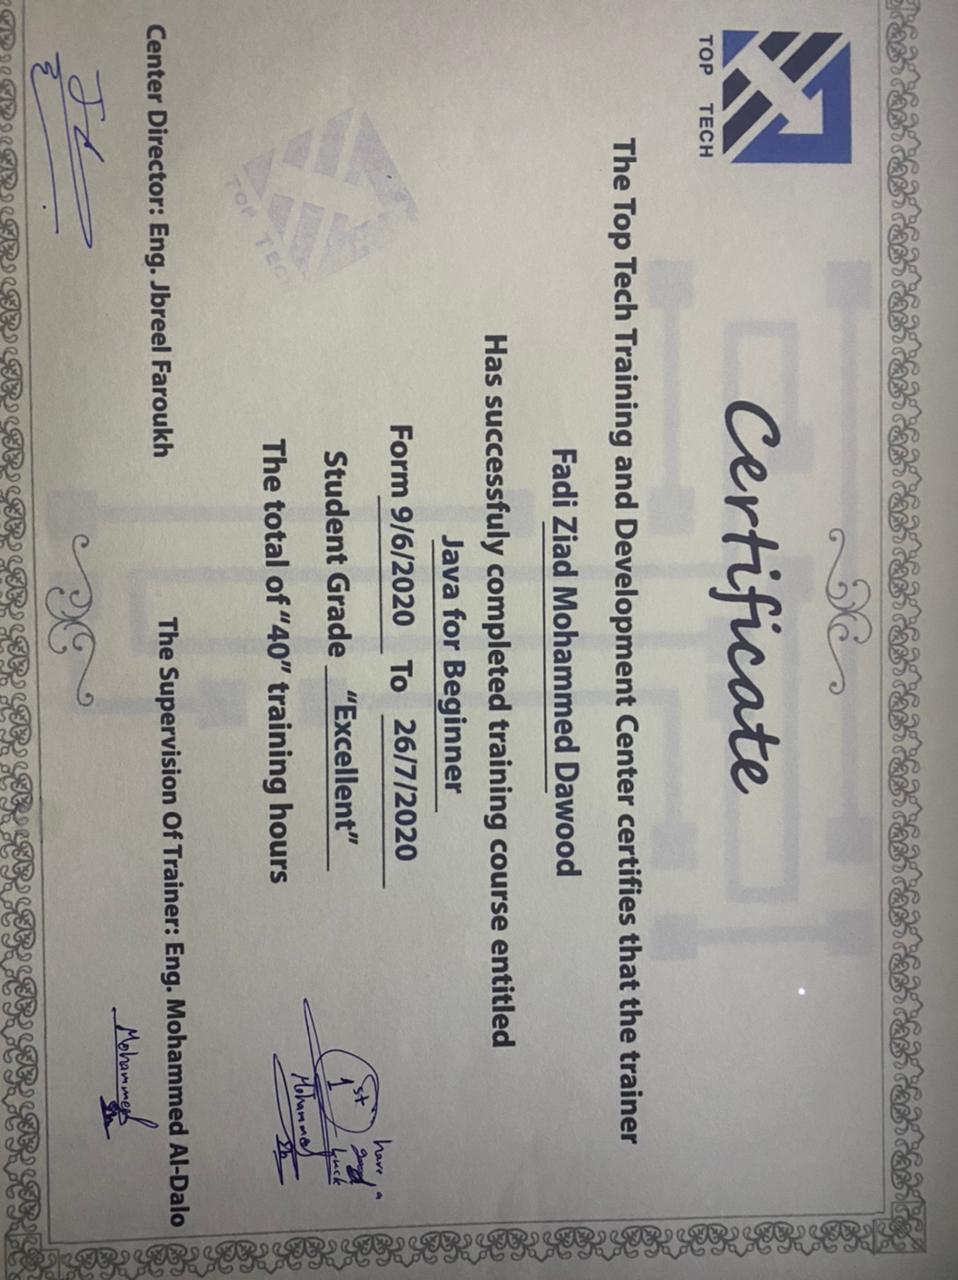 TOP TECH
Certificate
The Top Tech Training and Development Center certifies that the trainer
Fadi Ziad Mohammed Dawood
Has successfuly completed training course entitled
Java for Beginner
Form 9/6/2020 To 26/7/2020
Student Grade "Excellent"
The total of "40" training hours
TOP TECH
1st
have a
good
Luck
Mohammed
Center Director: Eng. Jbreel Faroukh
The Supervision Of Trainer: Eng. Mohammed Al-Dalo
Mohammed